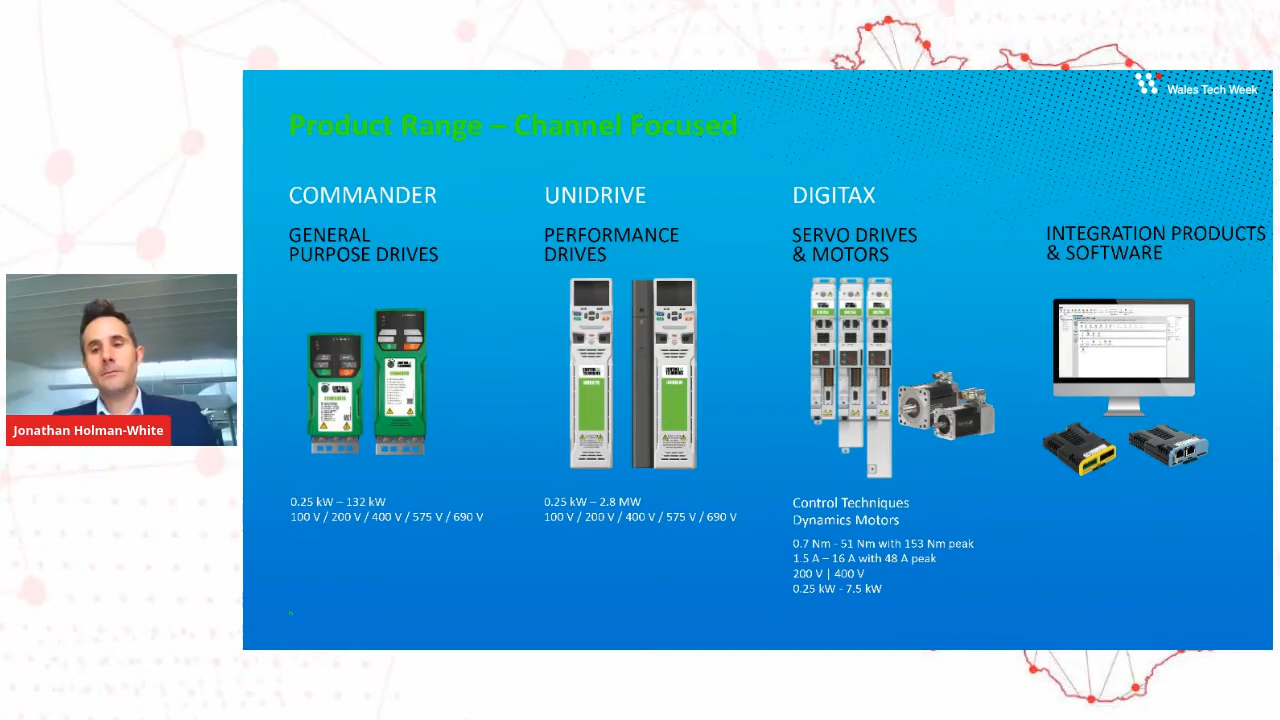 Wales Tech Week
Product Range – Channel Focused
COMMANDER
GENERAL
PURPOSE DRIVES
0.25 kW – 132 kW
100 V / 200 V / 400 V / 575 V / 690 V
UNIDRIVE
PERFORMANCE
DRIVES
0.25 kW – 2.8 MW
100 V / 200 V / 400 V / 575 V / 690 V
DIGITAX
SERVO DRIVES
& MOTORS
Control Techniques
Dynamics Motors
0.7 Nm - 51 Nm with 153 Nm peak
1.5 A – 16 A with 48 A peak
200 V | 400 V
0.25 kW - 7.5 kW
INTEGRATION PRODUCTS
& SOFTWARE
Jonathan Holman-White